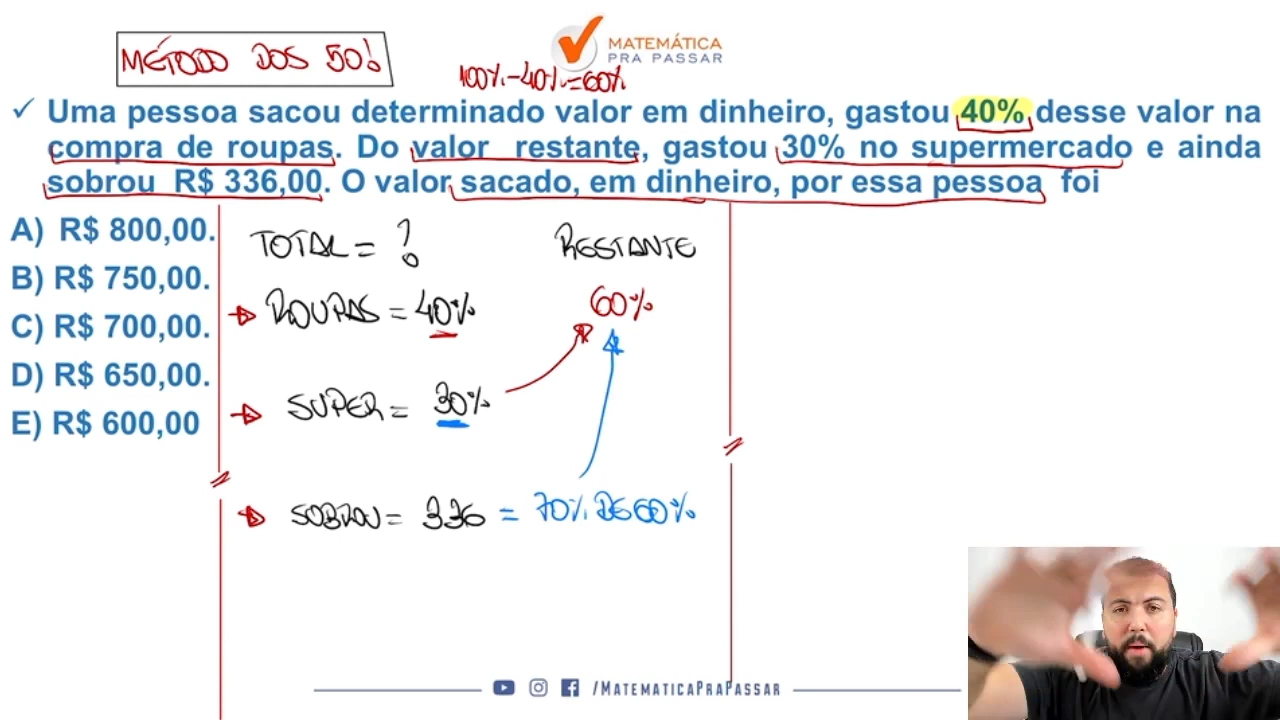 MÉTODO DOS 50!
MATEMÁTICA
PRA PASSAR
100%-40%=60%
✓ Uma pessoa sacou determinado valor em dinheiro, gastou 40% desse valor na
compra de roupas. Do valor restante, gastou 30% no supermercado e ainda
sobrou R$ 336,00. O valor sacado, em dinheiro, por essa pessoa foi
A) R$ 800,00.
B) R$ 750,00.
C) R$ 700,00.
D) R$ 650,00.
E) R$ 600,00
TOTAL = ?
RESTANTE
ROUPAS = 40%
60%
SUPER = 30%
SOBROU = 336 = 70% DE 60%
/MATEMATICAPRAPASSAR